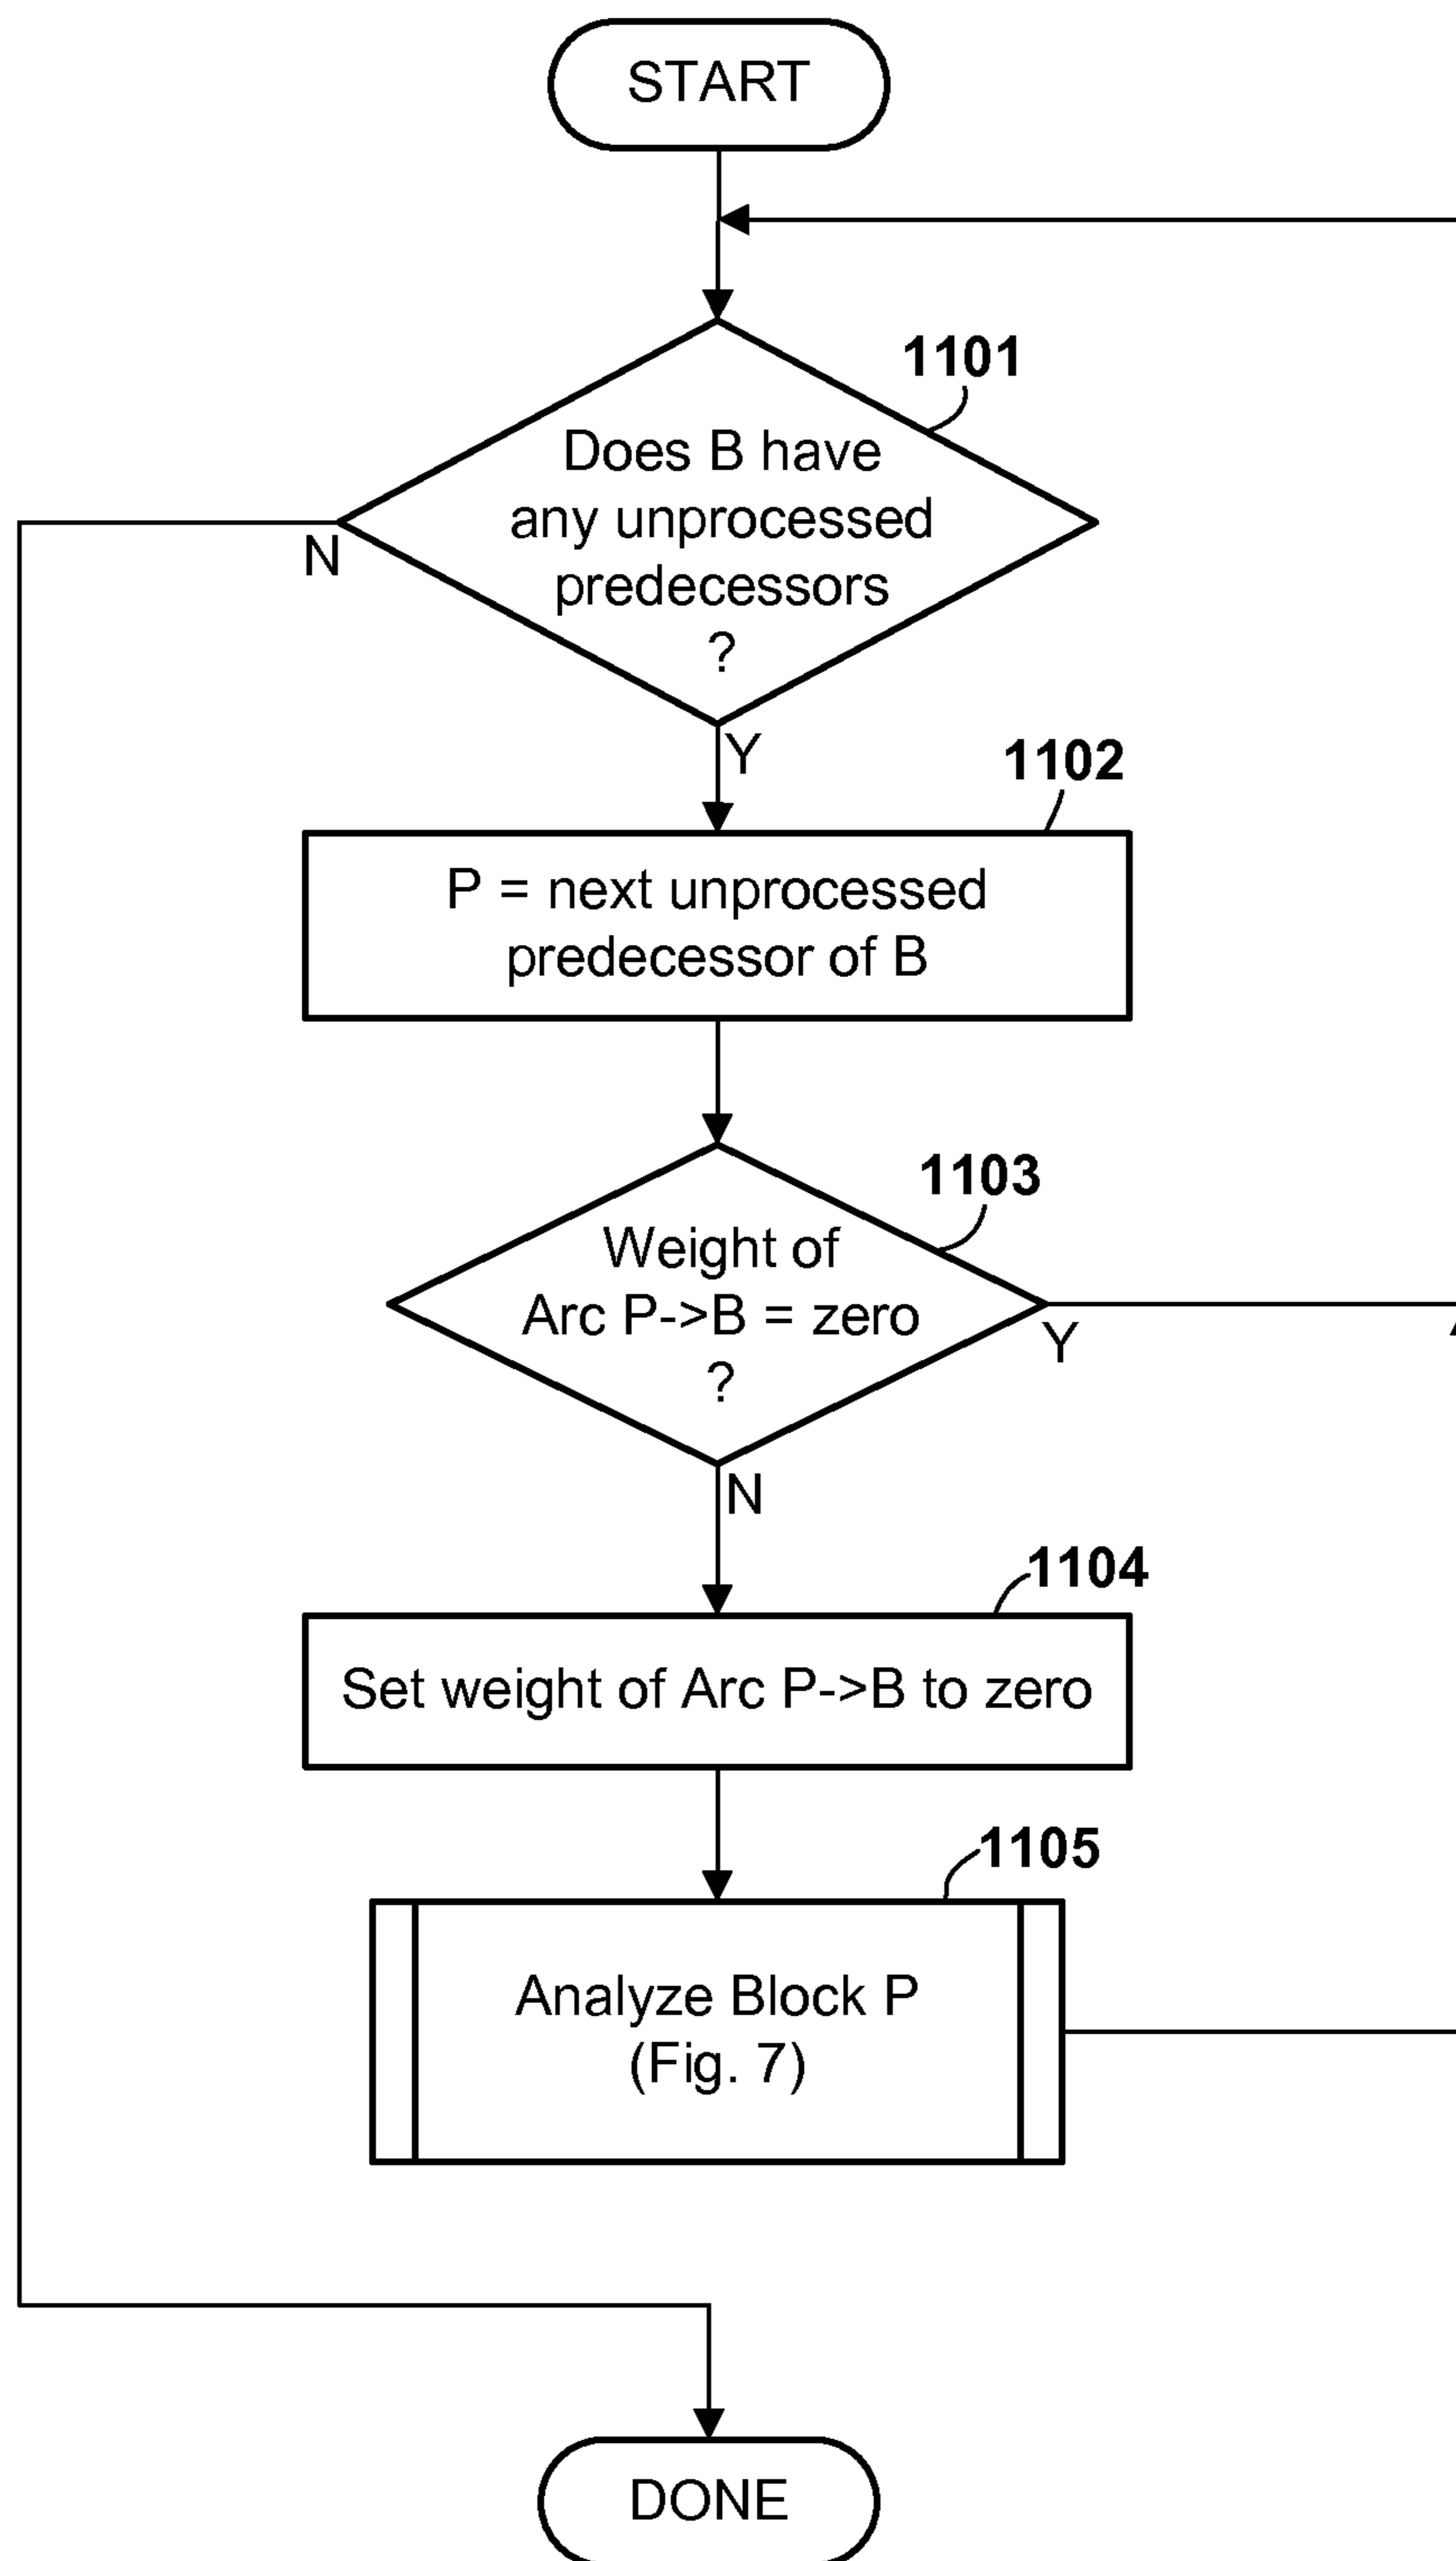 START
1101
Does B have
any unprocessed
predecessors
?
N
Y
1102
P = next unprocessed
predecessor of B
1103
Weight of
Arc P->B = zero
?
Y
N
1104
Set weight of Arc P->B to zero
1105
Analyze Block P
(Fig. 7)
DONE